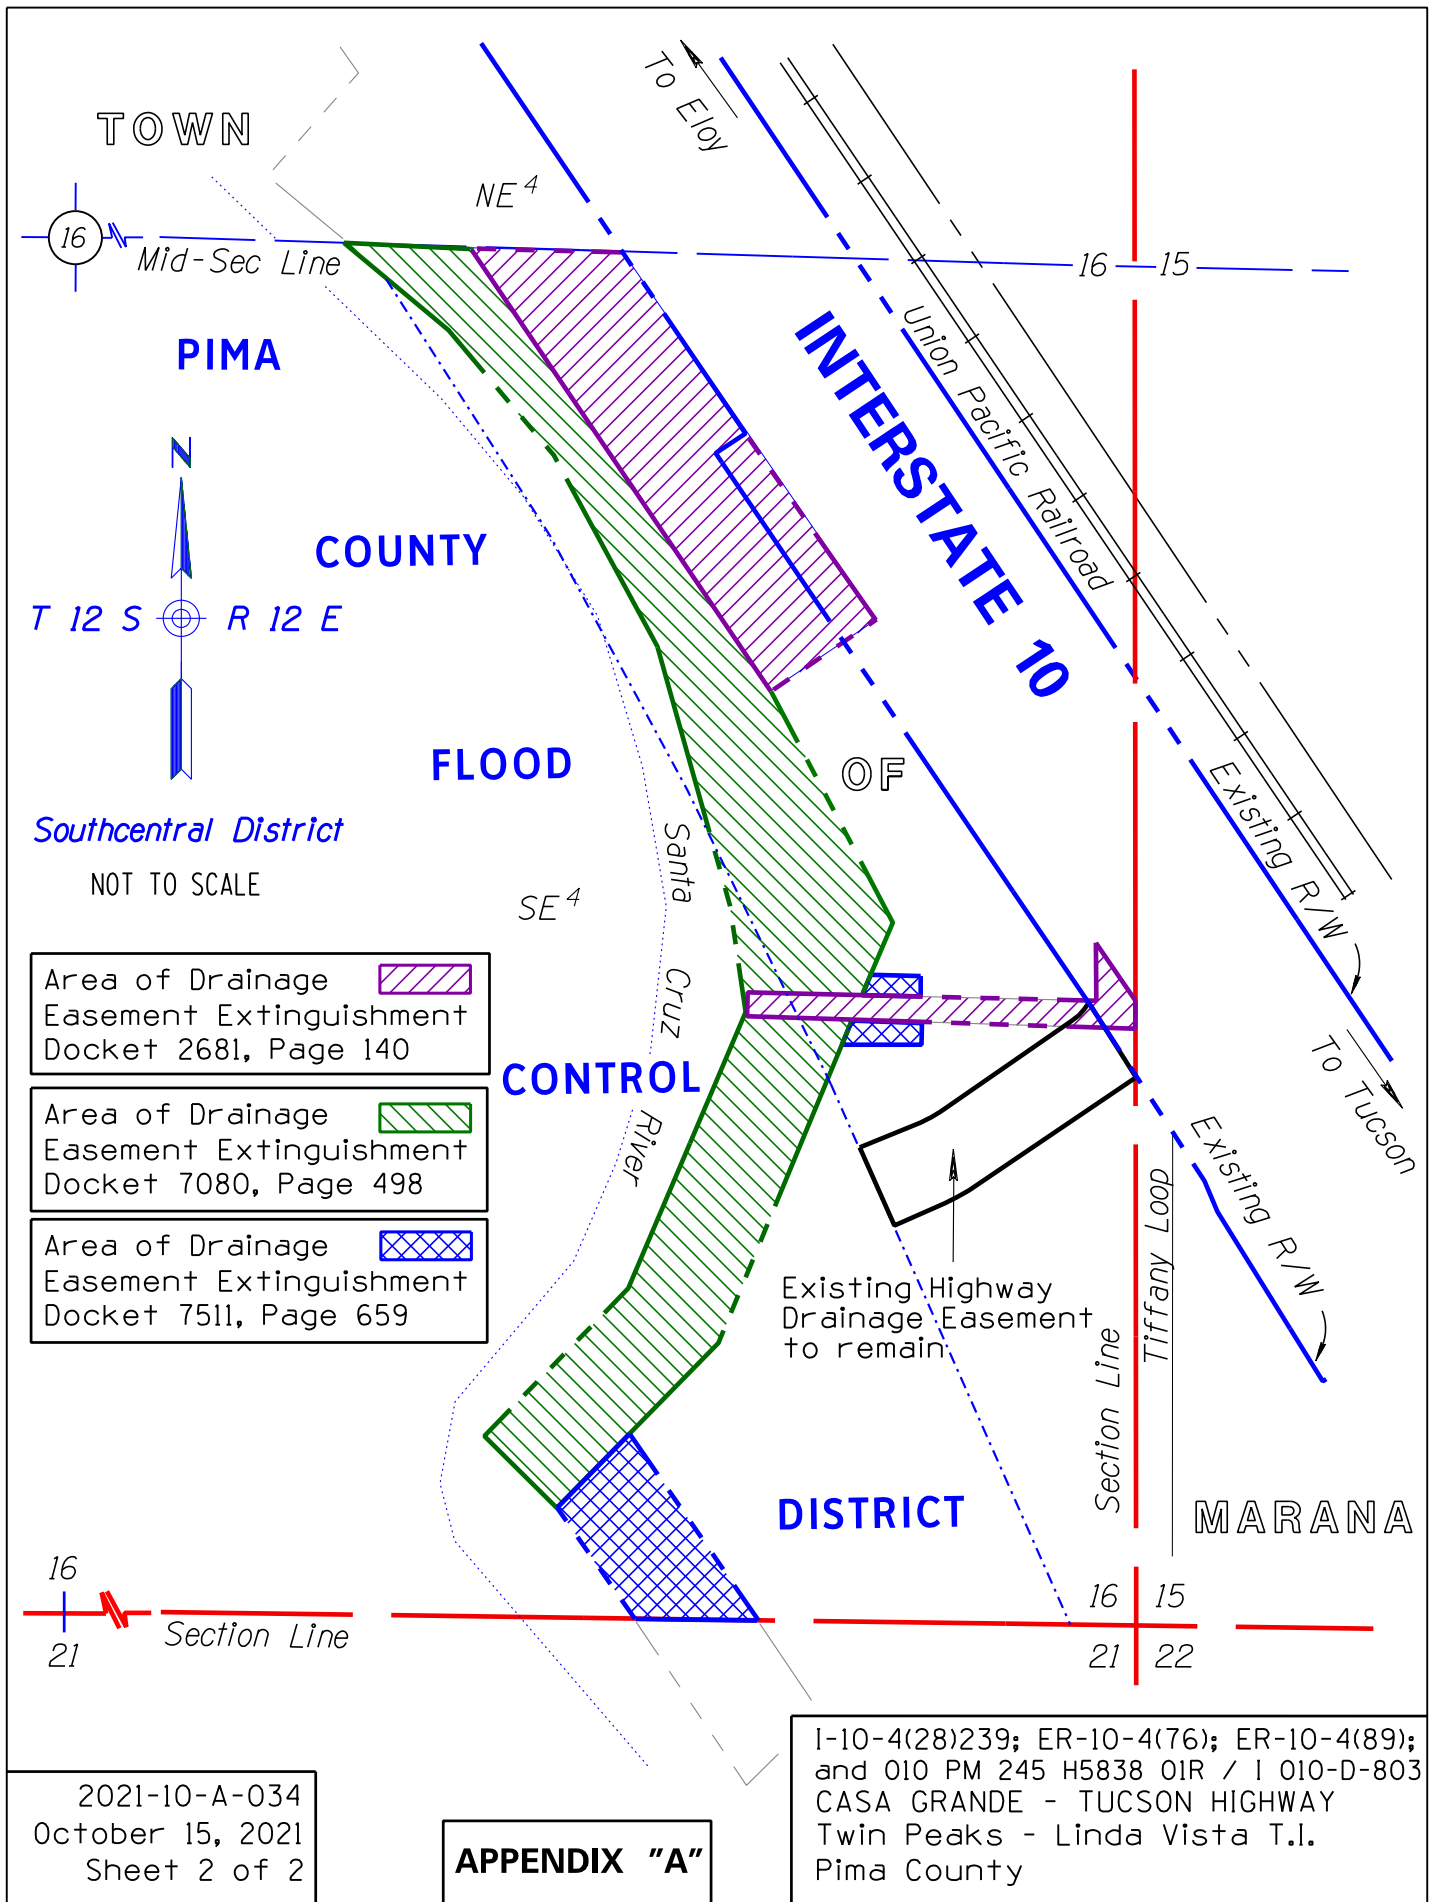 TOWN
To Eloy
NE 4
16
Mid-Sec Line
16 15
PIMA
INTERSTATE 10
Union Pacific Railroad
N
COUNTY
T 12 S R 12 E
FLOOD
OF
Southcentral District
NOT TO SCALE
Existing R/W
SE 4
Santa Cruz River
Area of Drainage
Easement Extinguishment
Docket 2681, Page 140
To Tucson
CONTROL
Area of Drainage
Easement Extinguishment
Docket 7080, Page 498
Existing R/W
Area of Drainage
Easement Extinguishment
Docket 7511, Page 659
Existing Highway
Drainage Easement
to remain
Tiffany Loop
Section Line
DISTRICT
MARANA
16
21
Section Line
16 15
21 22
I-10-4(28)239; ER-10-4(76); ER-10-4(89);
and 010 PM 245 H5838 01R / I 010-D-803
CASA GRANDE - TUCSON HIGHWAY
Twin Peaks - Linda Vista T.I.
Pima County
2021-10-A-034
October 15, 2021
Sheet 2 of 2
APPENDIX "A"